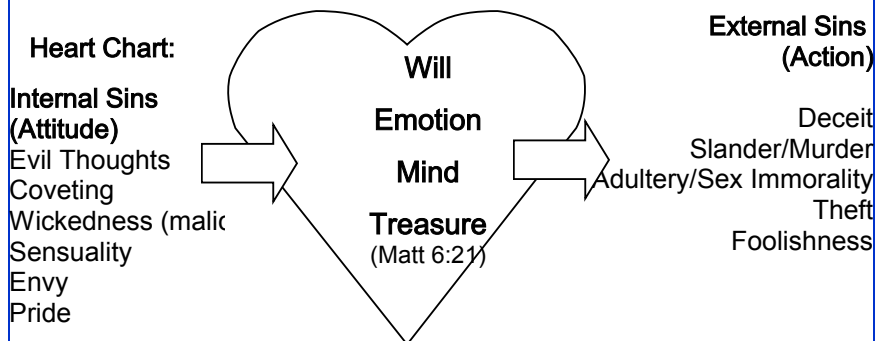 Heart Chart:
Internal Sins
(Attitude)
Evil Thoughts
Coveting
Wickedness
Sensuality
Envy
Pride
Will
Emotion
Mind
Treasure
(Matt 6:21)
External Sins
(Action)
Deceit
Slander/Murder
Adultery/Sex Immorality
Theft
Foolishness